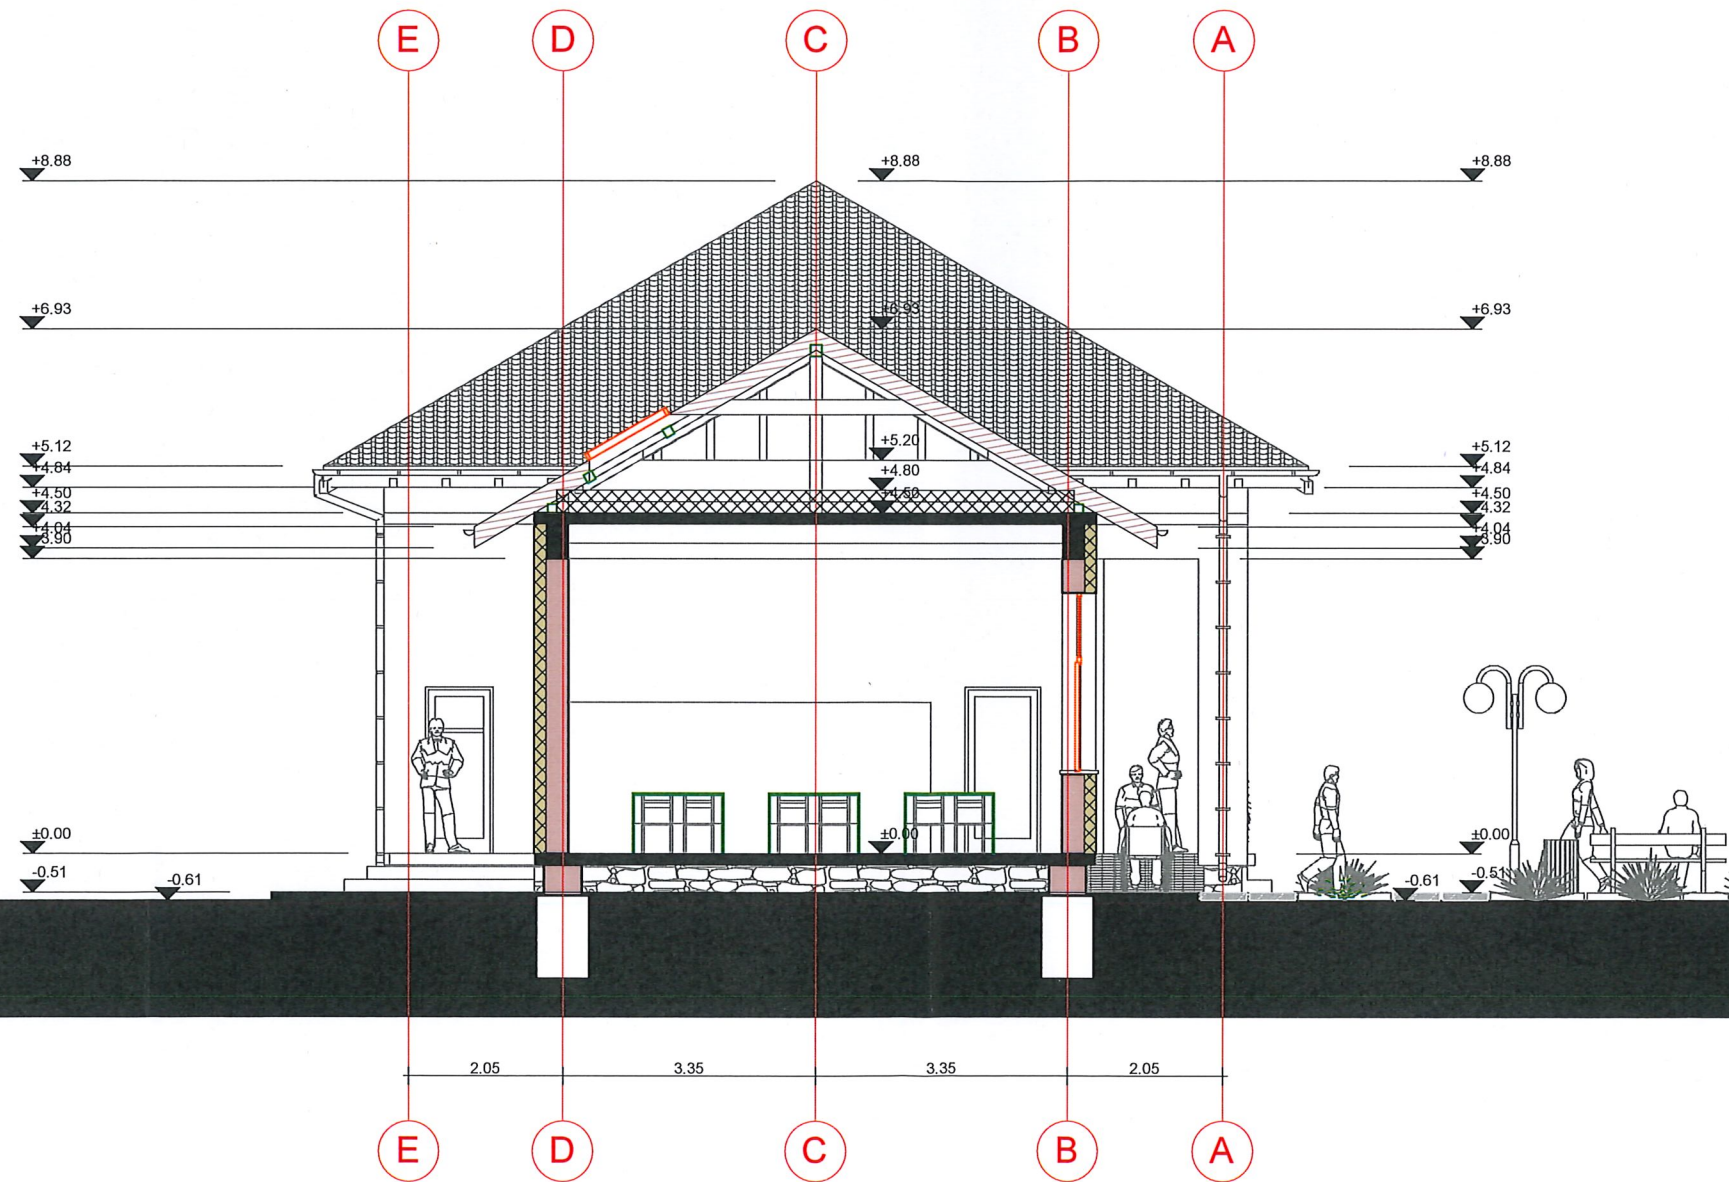 E D C B A
+8.88 +8.88 +8.88
+6.93 +6.93 +6.93
+5.12 +5.20 +5.12
+4.84 +4.80 +4.84
+4.50 +4.50 +4.50
+4.32 +4.32
+4.04 +4.04
+3.90 +3.90
±0.00 ±0.00 ±0.00
-0.51 -0.61 -0.61 -0.51
2.05 3.35 3.35 2.05
E D C B A